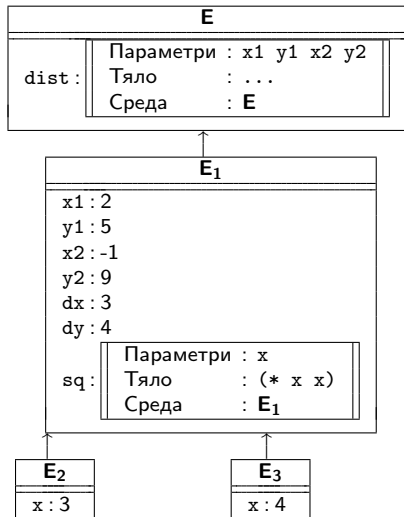 E
Параметри : x1 y1 x2 y2
dist : Тяло : ...
Среда : E
E1
x1 : 2
y1 : 5
x2 : -1
y2 : 9
dx : 3
dy : 4
Параметри : x
sq : Тяло : (* x x)
Среда : E1
E2
x : 3
E3
x : 4